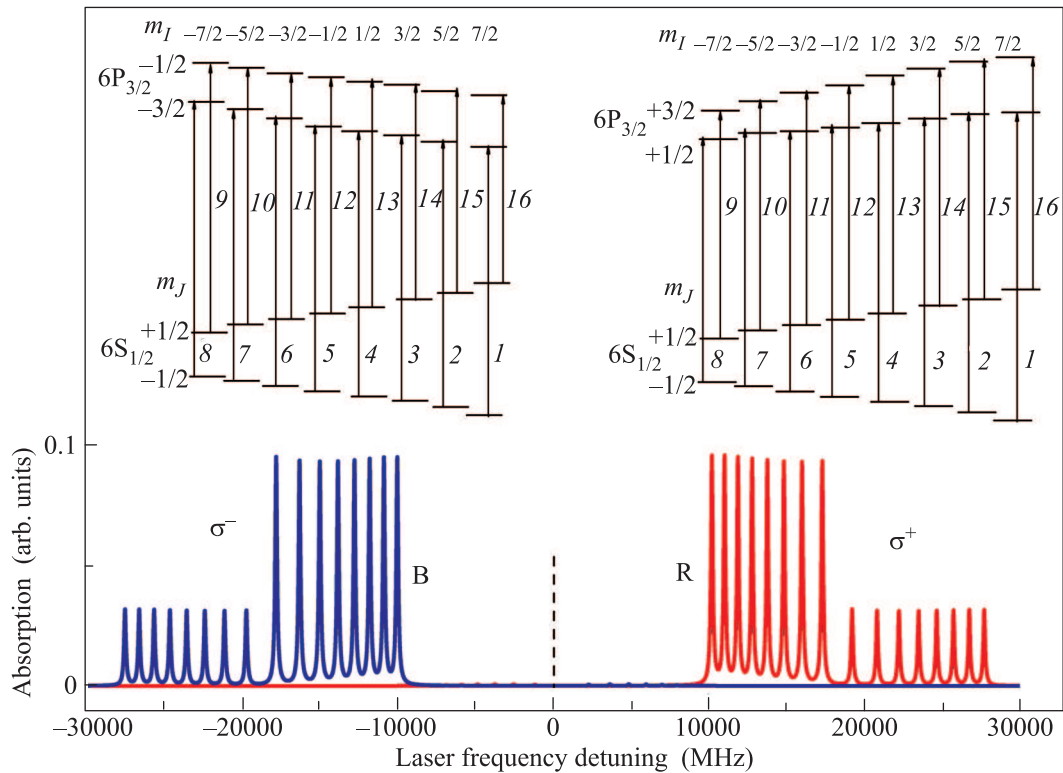 m_I −7/2 −5/2 −3/2 −1/2 1/2 3/2 5/2 7/2
−1/2
6P_3/2
−3/2
9 10 11 12 13 14 15 16
m_J
+1/2
6S_1/2
−1/2
8 7 6 5 4 3 2 1
m_I −7/2 −5/2 −3/2 −1/2 1/2 3/2 5/2 7/2
6P_3/2 +3/2
+1/2
9 10 11 12 13 14 15 16
m_J
+1/2
6S_1/2
−1/2
8 7 6 5 4 3 2 1
0.1
σ⁻
B
R
σ⁺
0
Absorption (arb. units)
−30000 −20000 −10000 0 10000 20000 30000
Laser frequency detuning (MHz)